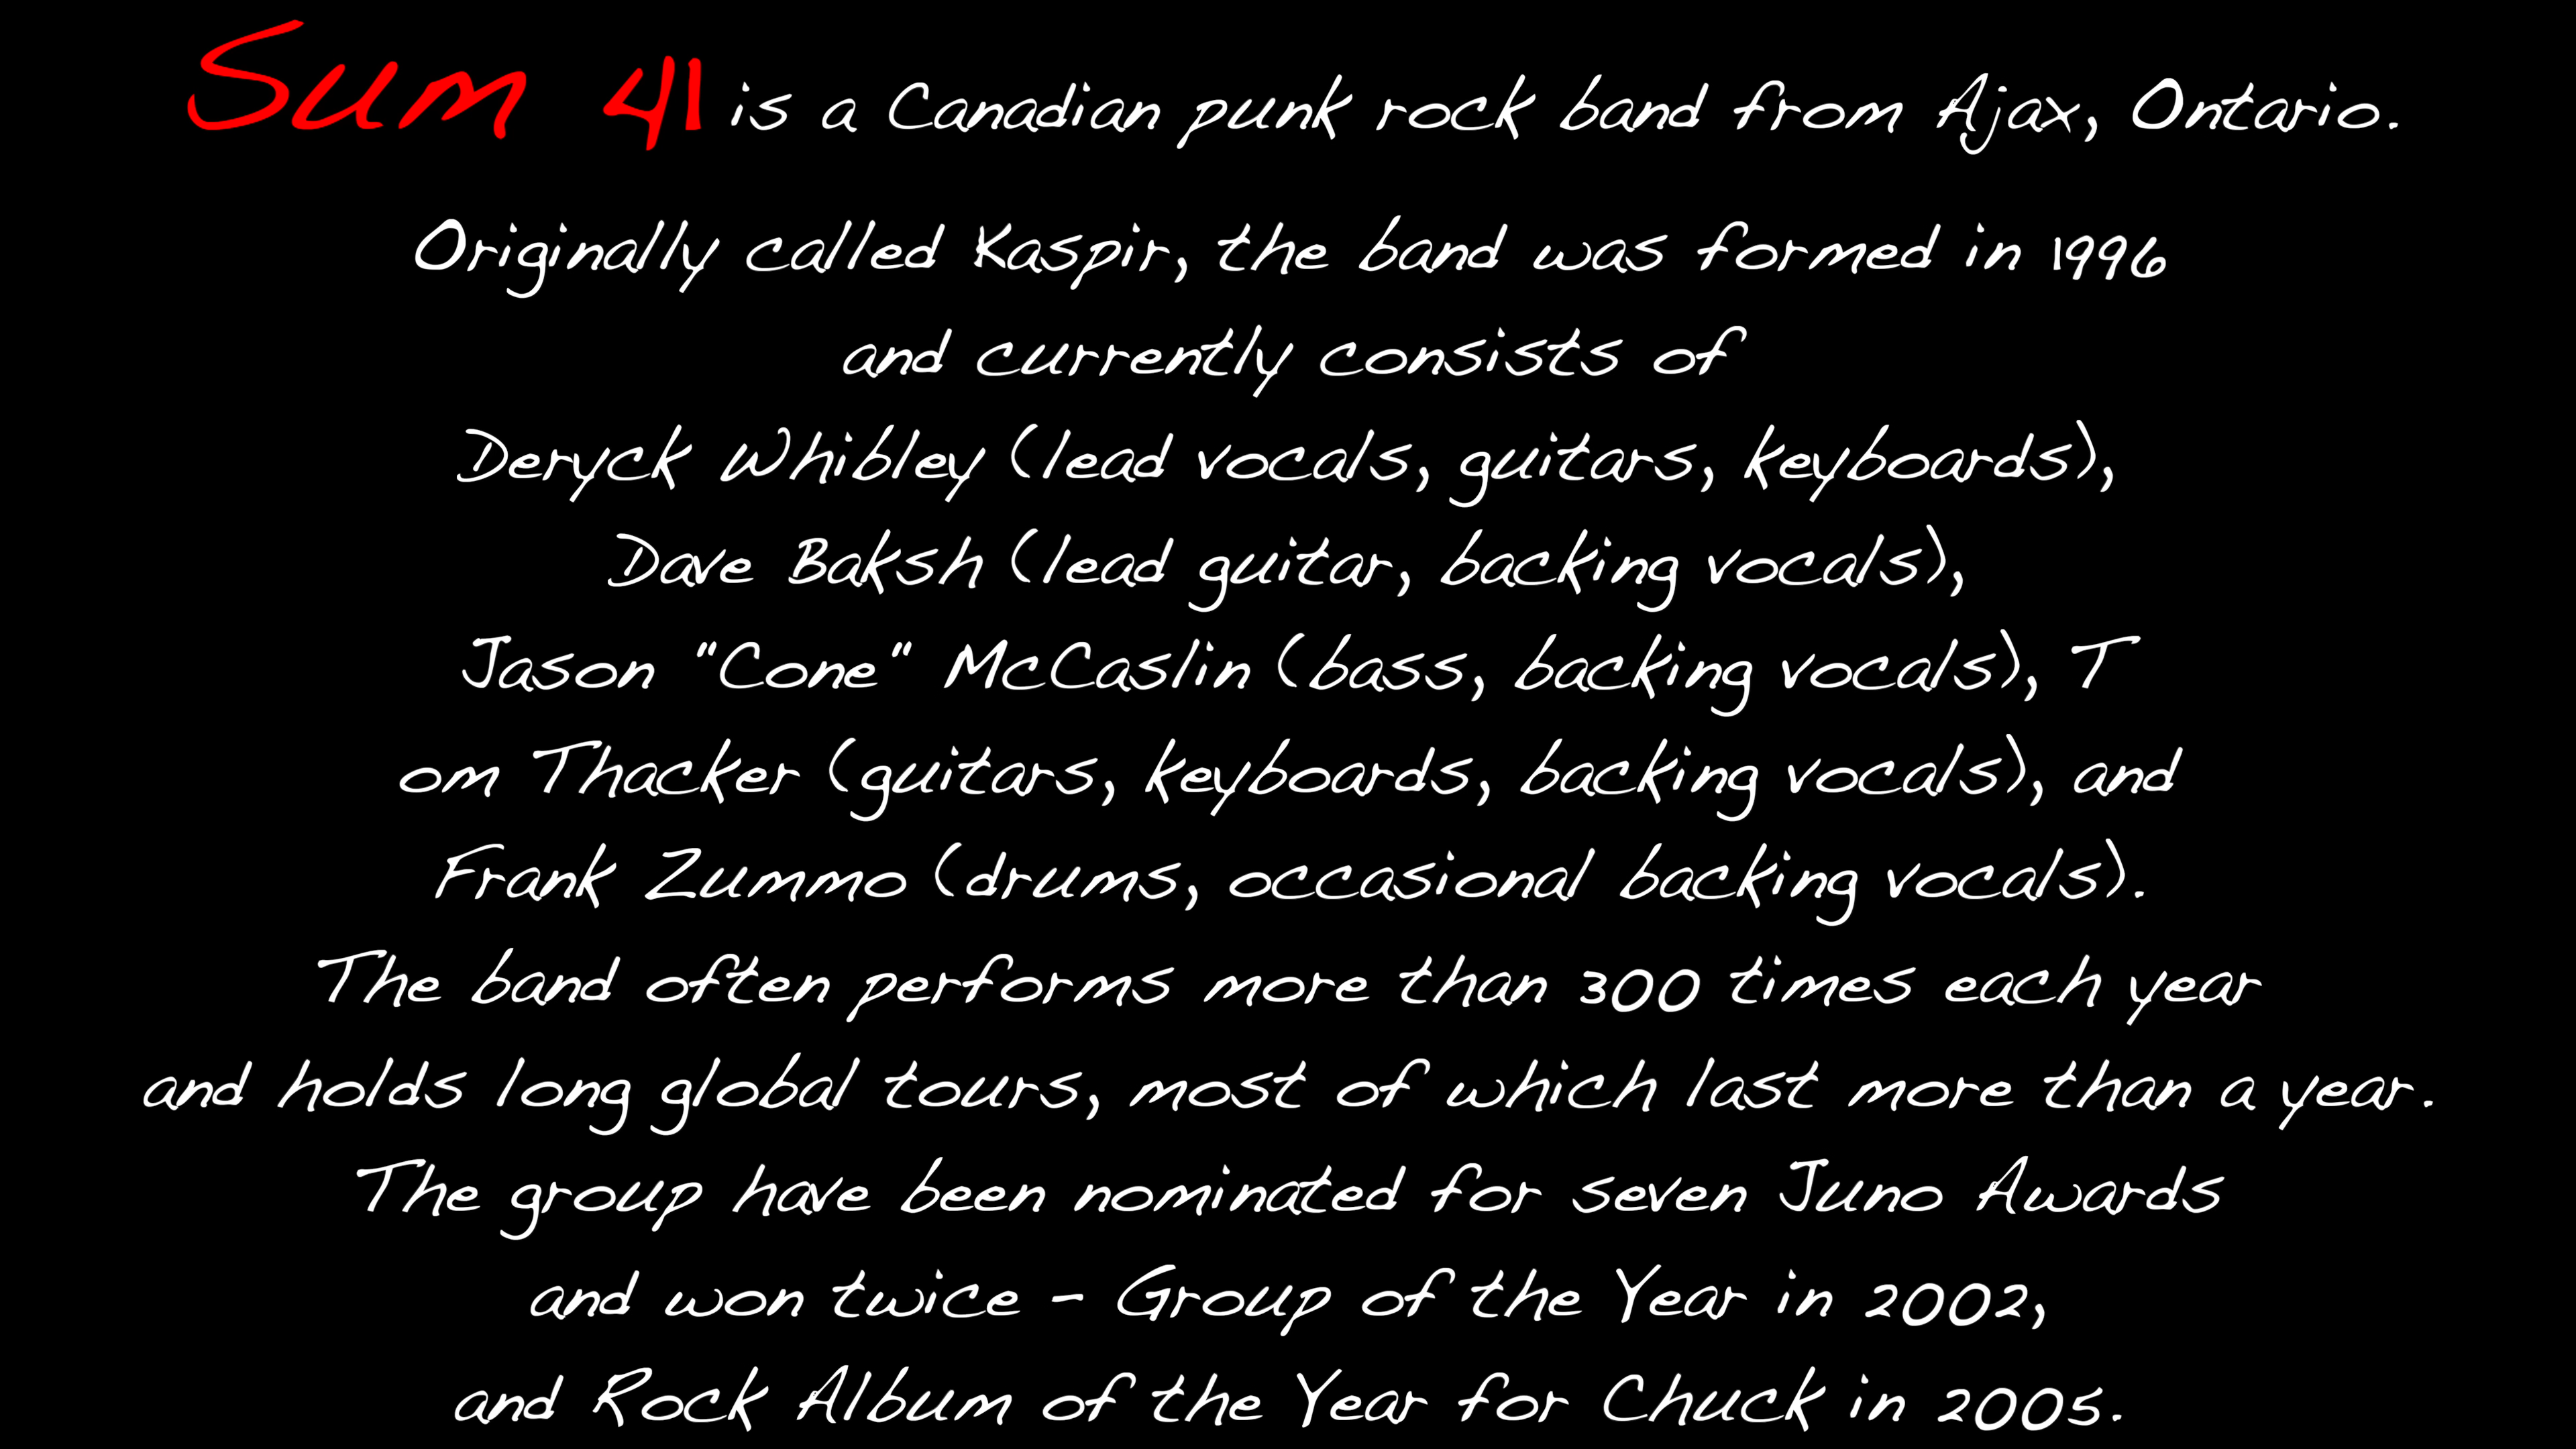 Sum 41 is a Canadian punk rock band from Ajax, Ontario.
Originally called Kaspir, the band was formed in 1996
and currently consists of
Deryck Whibley (lead vocals, guitars, keyboards),
Dave Baksh (lead guitar, backing vocals),
Jason "Cone" McCaslin (bass, backing vocals), T
om Thacker (guitars, keyboards, backing vocals), and
Frank Zummo (drums, occasional backing vocals).
The band often performs more than 300 times each year
and holds long global tours, most of which last more than a year.
The group have been nominated for seven Juno Awards
and won twice - Group of the Year in 2002,
and Rock Album of the Year for Chuck in 2005.